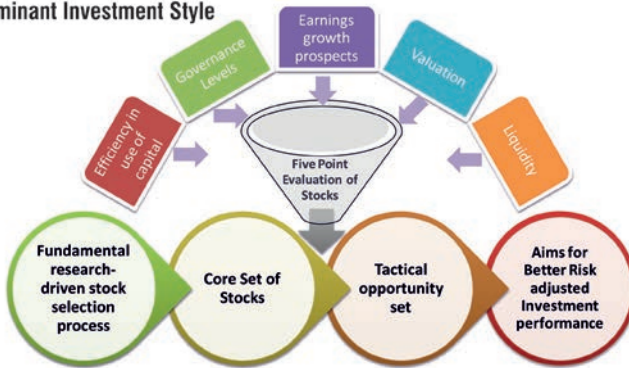 minant Investment Style
Earnings
growth
prospects
Governance
Levels
Valuation
Efficiency in
use of
capital
Liquidity
Five Point
Evaluation of
Stocks
Fundamental
research-
driven stock
selection
process
Core Set of
Stocks
Tactical
opportunity
set
Aims for
Better Risk
adjusted
Investment
performance